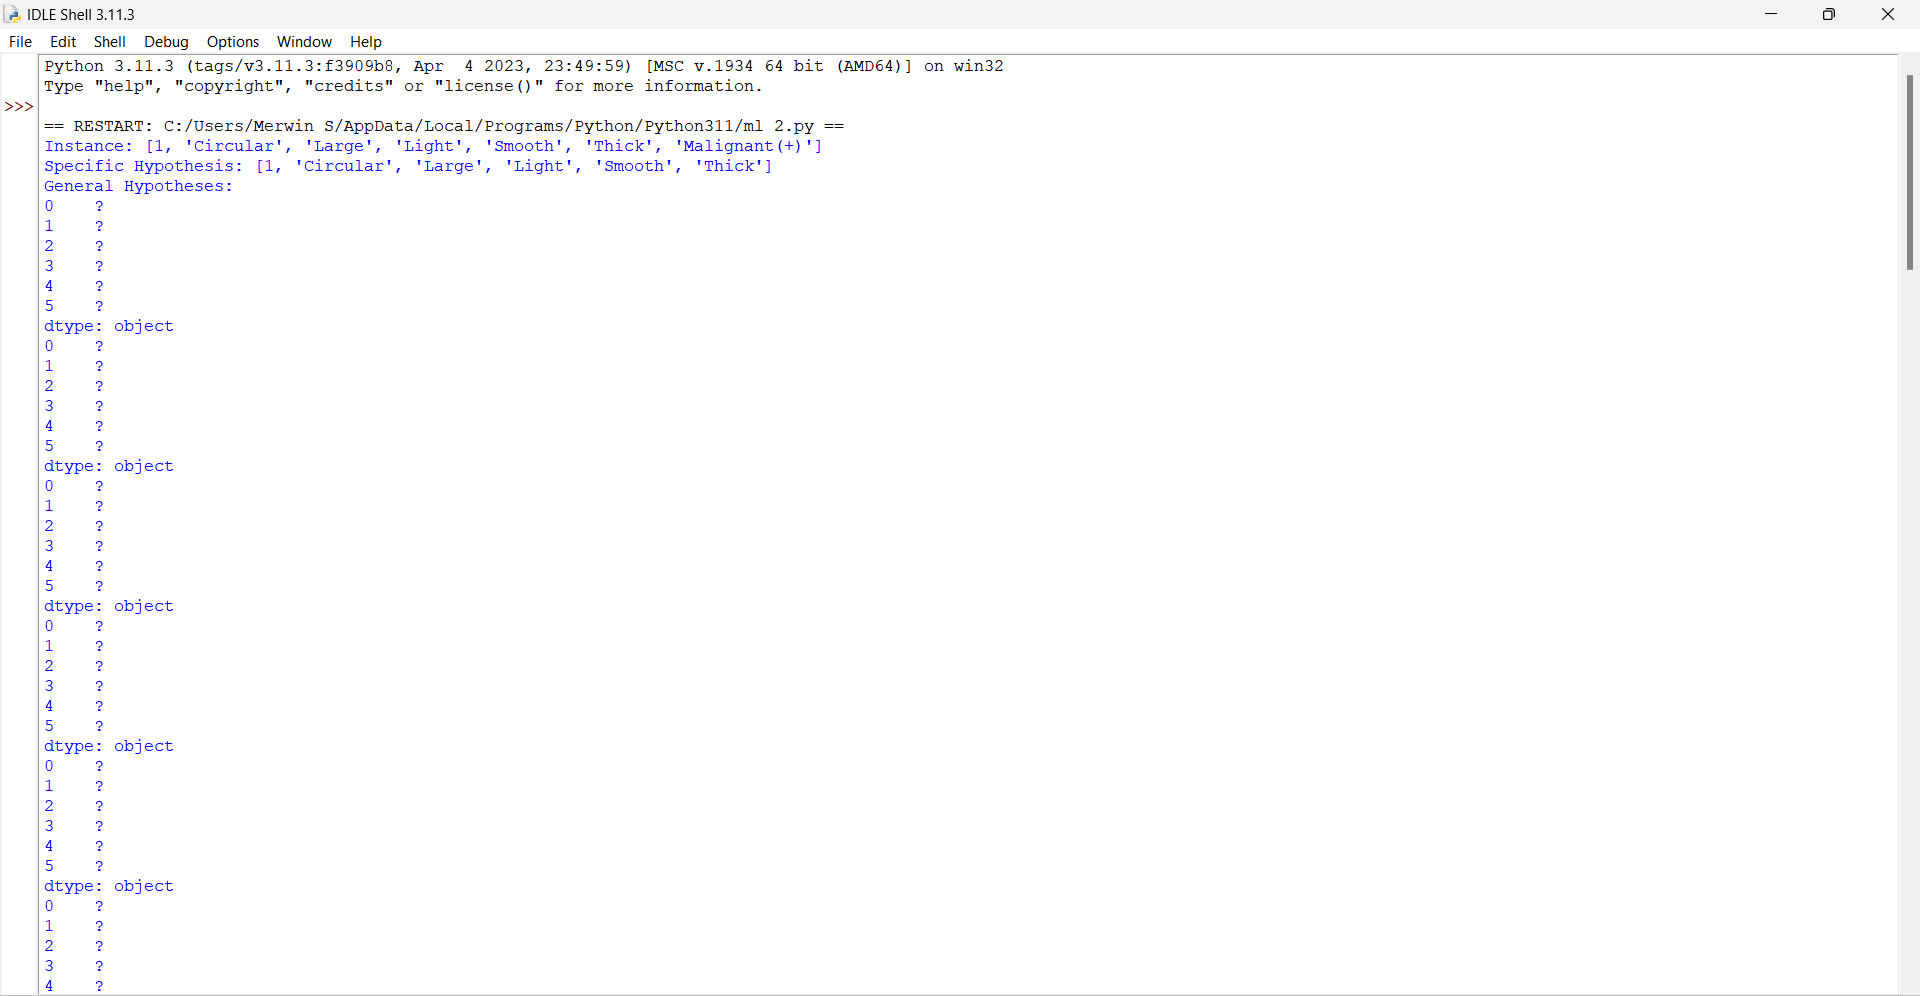 IDLE Shell 3.11.3
File Edit Shell Debug Options Window Help
Python 3.11.3 (tags/v3.11.3:f3909b8, Apr  4 2023, 23:49:59) [MSC v.1934 64 bit (AMD64)] on win32
Type "help", "copyright", "credits" or "license()" for more information.
>>>
== RESTART: C:/Users/Merwin S/AppData/Local/Programs/Python/Python311/ml 2.py ==
Instance: [1, 'Circular', 'Large', 'Light', 'Smooth', 'Thick', 'Malignant(+)']
Specific Hypothesis: [1, 'Circular', 'Large', 'Light', 'Smooth', 'Thick']
General Hypotheses:
0    ?
1    ?
2    ?
3    ?
4    ?
5    ?
dtype: object
0    ?
1    ?
2    ?
3    ?
4    ?
5    ?
dtype: object
0    ?
1    ?
2    ?
3    ?
4    ?
5    ?
dtype: object
0    ?
1    ?
2    ?
3    ?
4    ?
5    ?
dtype: object
0    ?
1    ?
2    ?
3    ?
4    ?
5    ?
dtype: object
0    ?
1    ?
2    ?
3    ?
4    ?